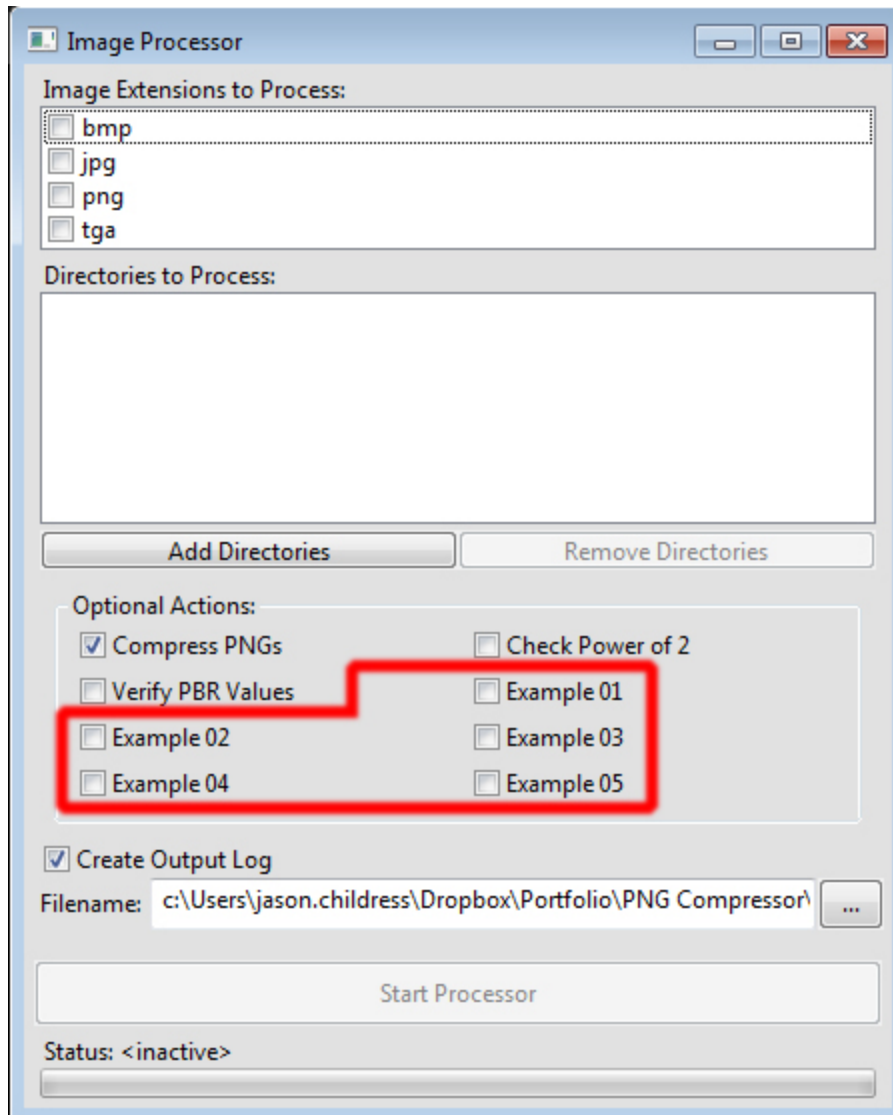 Image Processor
Image Extensions to Process:
bmp
jpg
png
tga
Directories to Process:
Add Directories Remove Directories
Optional Actions:
Compress PNGs Check Power of 2
Verify PBR Values Example 01
Example 02 Example 03
Example 04 Example 05
Create Output Log
Filename: c:\Users\jason.childress\Dropbox\Portfolio\PNG Compressor\ ...
Start Processor
Status: <inactive>